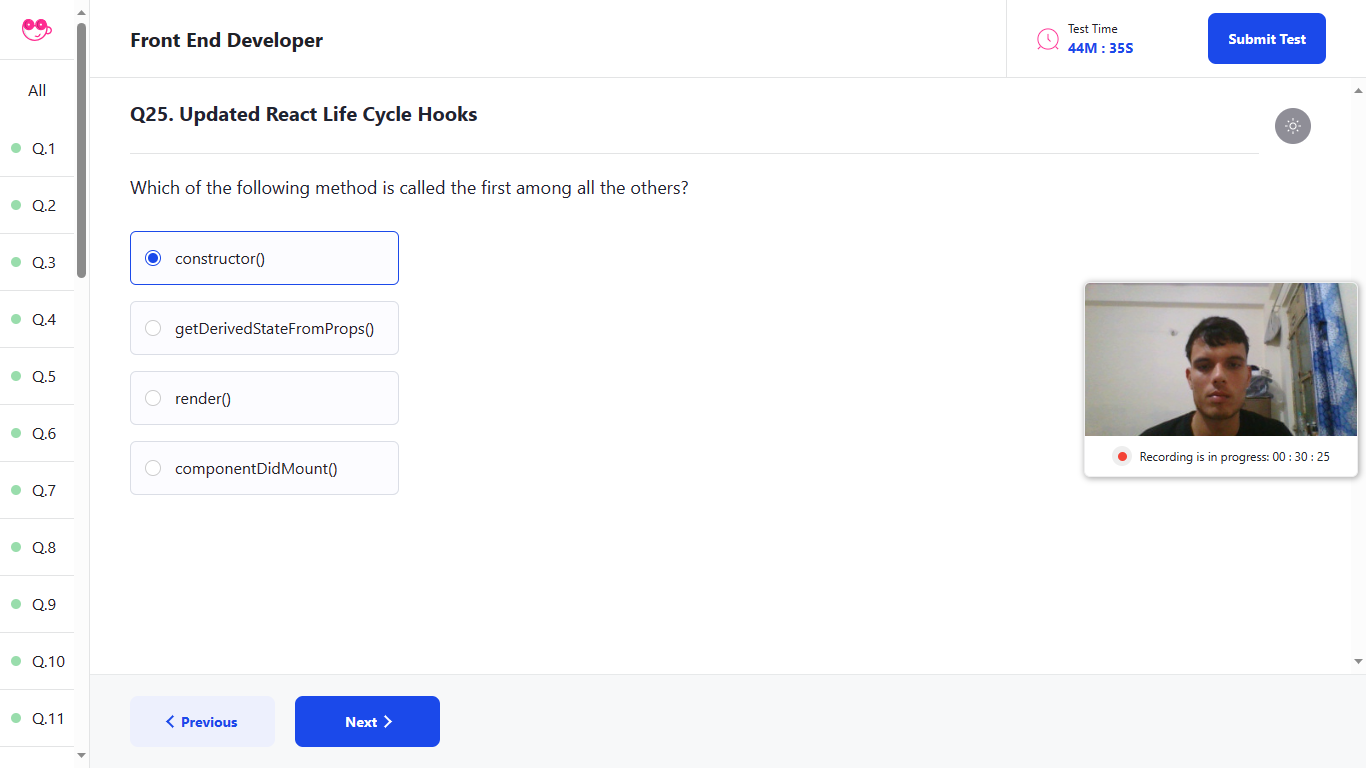 Front End Developer
Test Time
44M : 35S
Submit Test
All
Q.1
Q.2
Q.3
Q.4
Q.5
Q.6
Q.7
Q.8
Q.9
Q.10
Q.11
Q25. Updated React Life Cycle Hooks
Which of the following method is called the first among all the others?
constructor()
getDerivedStateFromProps()
render()
componentDidMount()
Recording is in progress: 00 : 30 : 25
Previous
Next